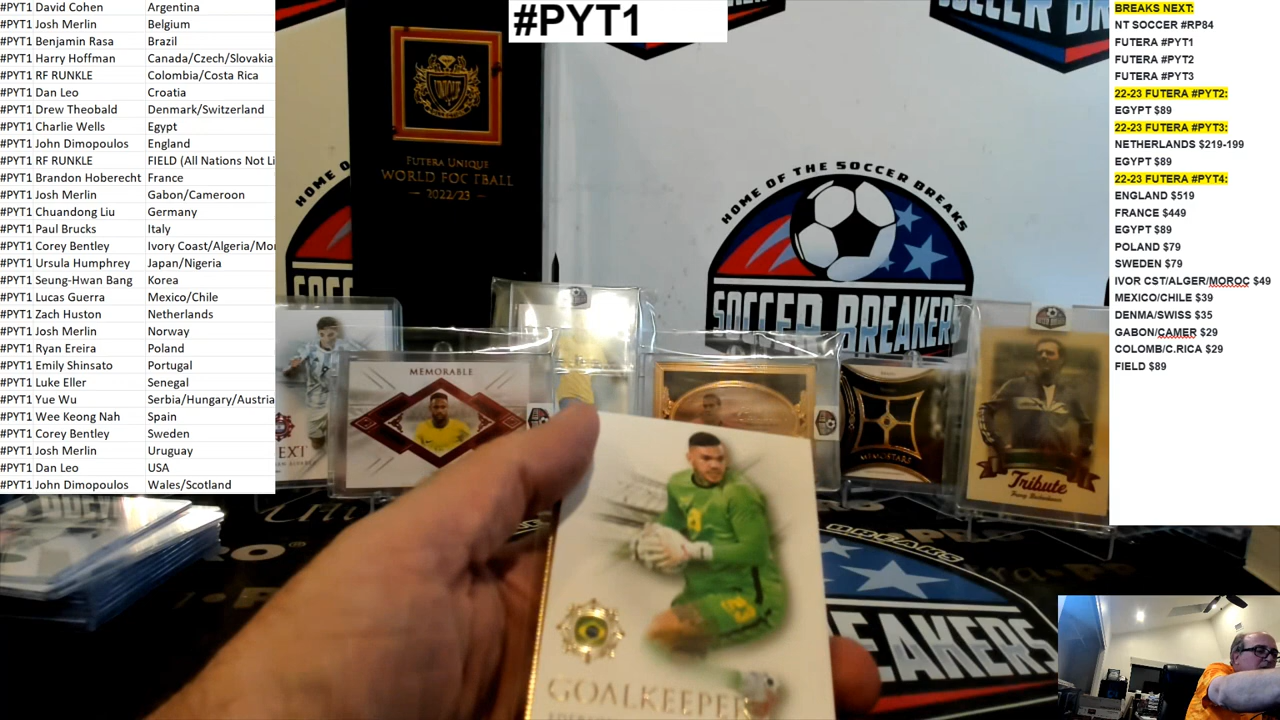 #PYT1 David Cohen Argentina
#PYT1 Josh Merlin Belgium
#PYT1 Benjamin Rasa Brazil
#PYT1 Harry Hoffman Canada/Czech/Slovakia
#PYT1 RF RUNKLE Colombia/Costa Rica
#PYT1 Dan Leo Croatia
#PYT1 Drew Theobald Denmark/Switzerland
#PYT1 Charlie Wells Egypt
#PYT1 John Dimopoulos England
#PYT1 RF RUNKLE FIELD (All Nations Not Li
#PYT1 Brandon Hoberecht France
#PYT1 Josh Merlin Gabon/Cameroon
#PYT1 Chuandong Liu Germany
#PYT1 Paul Brucks Italy
#PYT1 Corey Bentley Ivory Coast/Algeria/Mor
#PYT1 Ursula Humphrey Japan/Nigeria
#PYT1 Seung-Hwan Bang Korea
#PYT1 Lucas Guerra Mexico/Chile
#PYT1 Zach Huston Netherlands
#PYT1 Josh Merlin Norway
#PYT1 Ryan Ereira Poland
#PYT1 Emily Shinsato Portugal
#PYT1 Luke Eller Senegal
#PYT1 Yue Wu Serbia/Hungary/Austria
#PYT1 Wee Keong Nah Spain
#PYT1 Corey Bentley Sweden
#PYT1 Josh Merlin Uruguay
#PYT1 Dan Leo USA
#PYT1 John Dimopoulos Wales/Scotland
#PYT1
BREAKS NEXT:
NT SOCCER #RP84
FUTERA #PYT1
FUTERA #PYT2
FUTERA #PYT3
22-23 FUTERA #PYT2:
EGYPT $89
22-23 FUTERA #PYT3:
NETHERLANDS $219-199
EGYPT $89
22-23 FUTERA #PYT4:
ENGLAND $519
FRANCE $449
EGYPT $89
POLAND $79
SWEDEN $79
IVOR CST/ALGER/MOROC $49
MEXICO/CHILE $39
DENMA/SWISS $35
GABON/CAMER $29
COLOMB/C.RICA $29
FIELD $89
SOCCER BREAKERS
UNIQUE
FUTERA UNIQUE
WORLD FOOTBALL
2022/23
HOME OF THE SOCCER BREAKS
SOCCER BREAKERS
MEMORABLE
EXT
MEMOSTARS
Tribute
GOALKEEPER
BREAKS
EAKERS